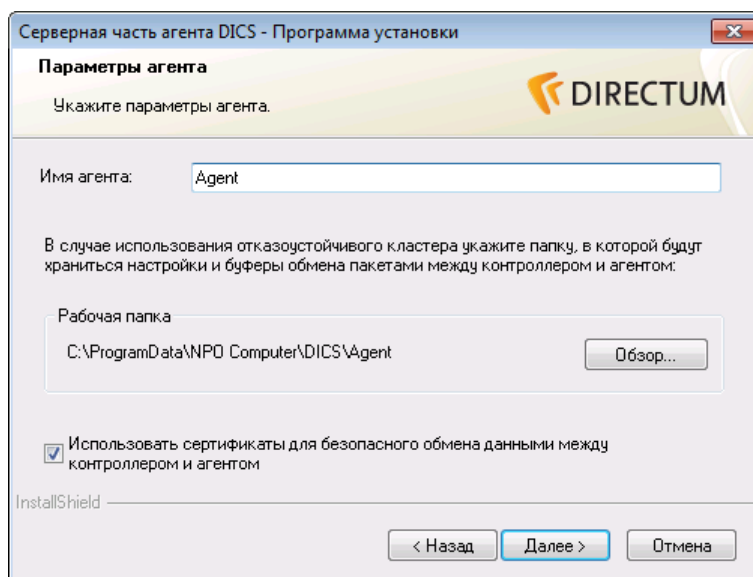 Серверная часть агента DICS - Программа установки
Параметры агента
Укажите параметры агента.
DIRECTUM
Имя агента:
Agent
В случае использования отказоустойчивого кластера укажите папку, в которой будут
храниться настройки и буферы обмена пакетами между контроллером и агентом:
Рабочая папка
C:\ProgramData\NPO Computer\DICS\Agent
Обзор...
Использовать сертификаты для безопасного обмена данными между
контроллером и агентом
InstallShield
< Назад
Далее >
Отмена